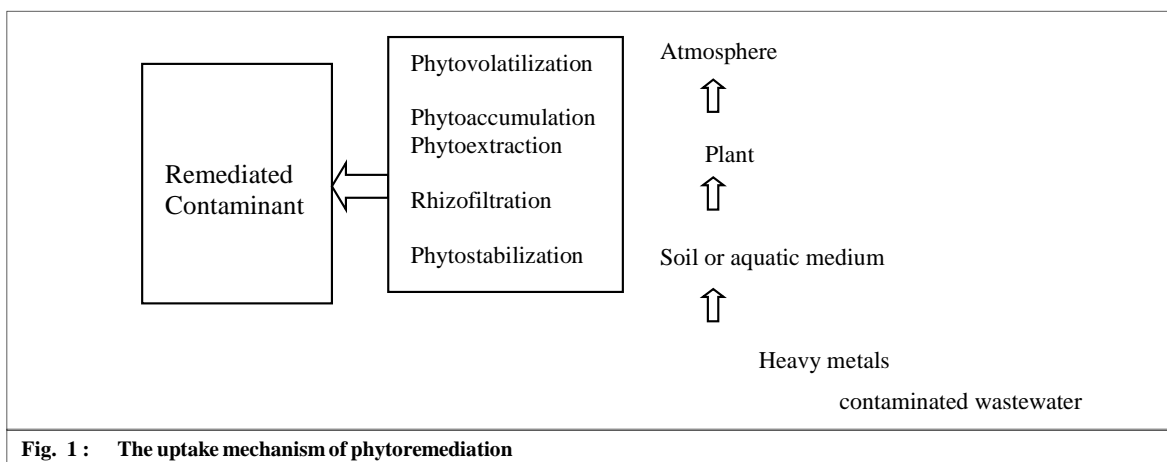 Phytovolatilization
Atmosphere
Phytoaccumulation
Phytoextraction
Plant
Remediated
Contaminant
Rhizofiltration
Phytostabilization
Soil or aquatic medium
Heavy metals
contaminated wastewater
Fig. 1 : The uptake mechanism of phytoremediation